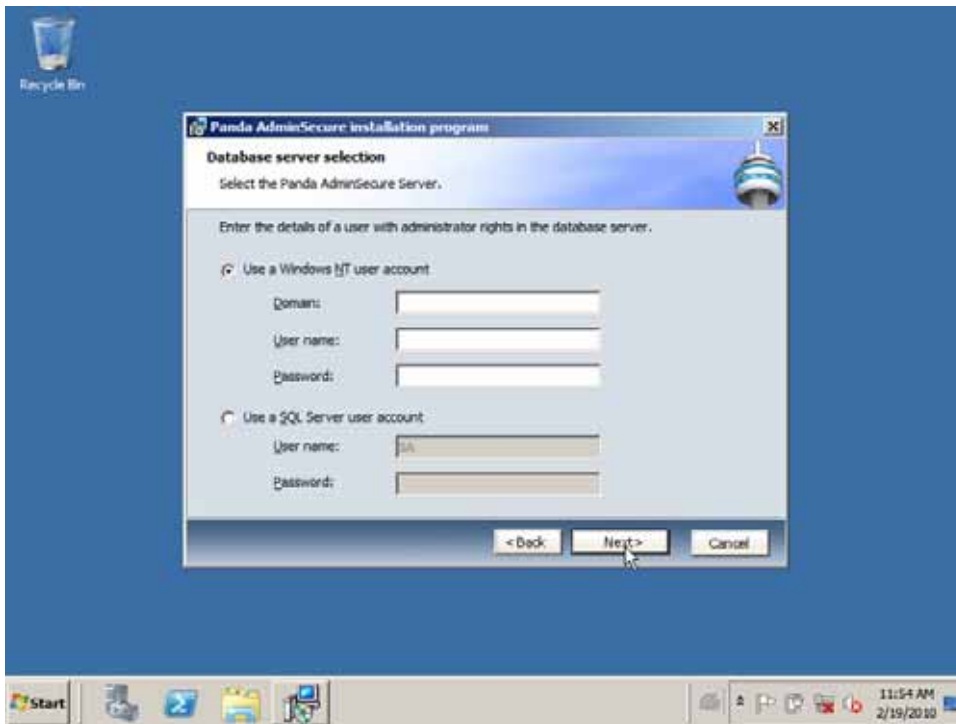 Recycle Bin
Panda AdminSecure installation program
Database server selection
Select the Panda AdminSecure Server.
Enter the details of a user with administrator rights in the database server.
Use a Windows NT user account
Domain:
User name:
Password:
Use a SQL Server user account
User name:
SA
Password:
< Back
Next >
Cancel
Start
11:54 AM
2/19/2010